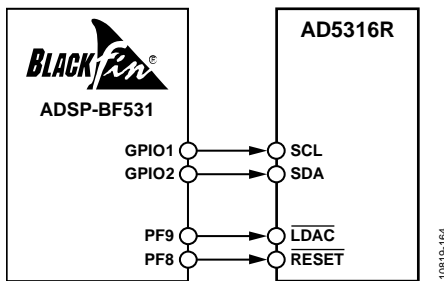 BLACKfin®
ADSP-BF531
AD5316R
GPIO1
SCL
GPIO2
SDA
PF9
LDAC
PF8
RESET
10819-164